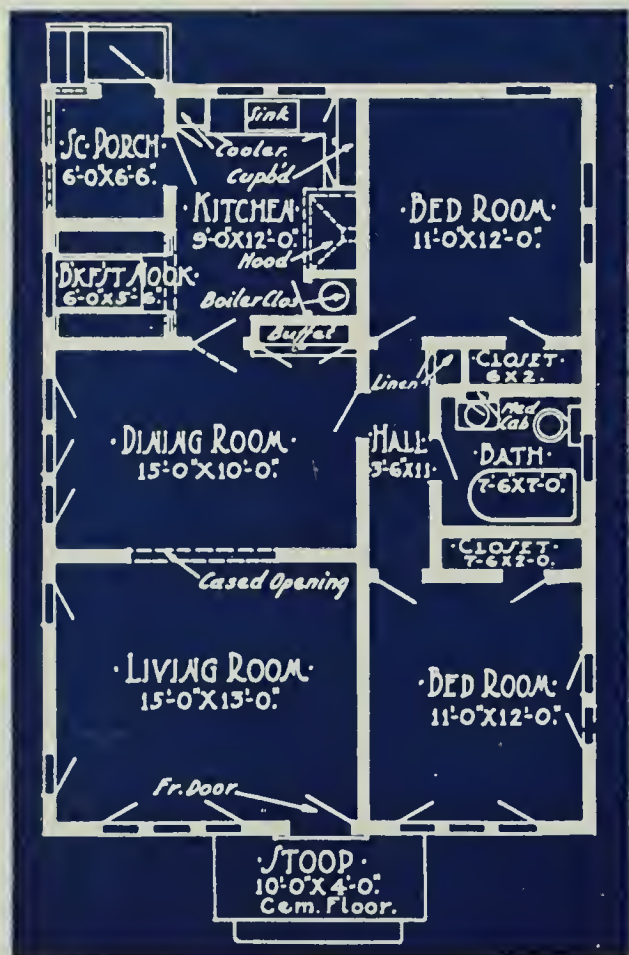 Sink
·SC·PORCH·
6'-0"X6'-6".
Cooler.
Cupb'd
·KITCHEN·
9'-0"X12'-0".
Hood
·BED ROOM·
11'-0"X12'-0".
B'KF'ST NOOK·
6'-0"X5'-6".
Boiler Clos
Buffet
Linen
·CLOSET·
6 X 2.
Med
Cab
·DINING ROOM·
15'-0"X10'-0".
·HALL·
3'-6"X11·
·BATH·
7'-6"X7'-0".
·CLOSET·
7-6X2-0.
Cased Opening
·LIVING ROOM·
15'-0"X13'-0".
·BED ROOM·
11'-0"X12'-0".
Fr. Door
·STOOP·
10'-0"X4'-0".
Cem. Floor.